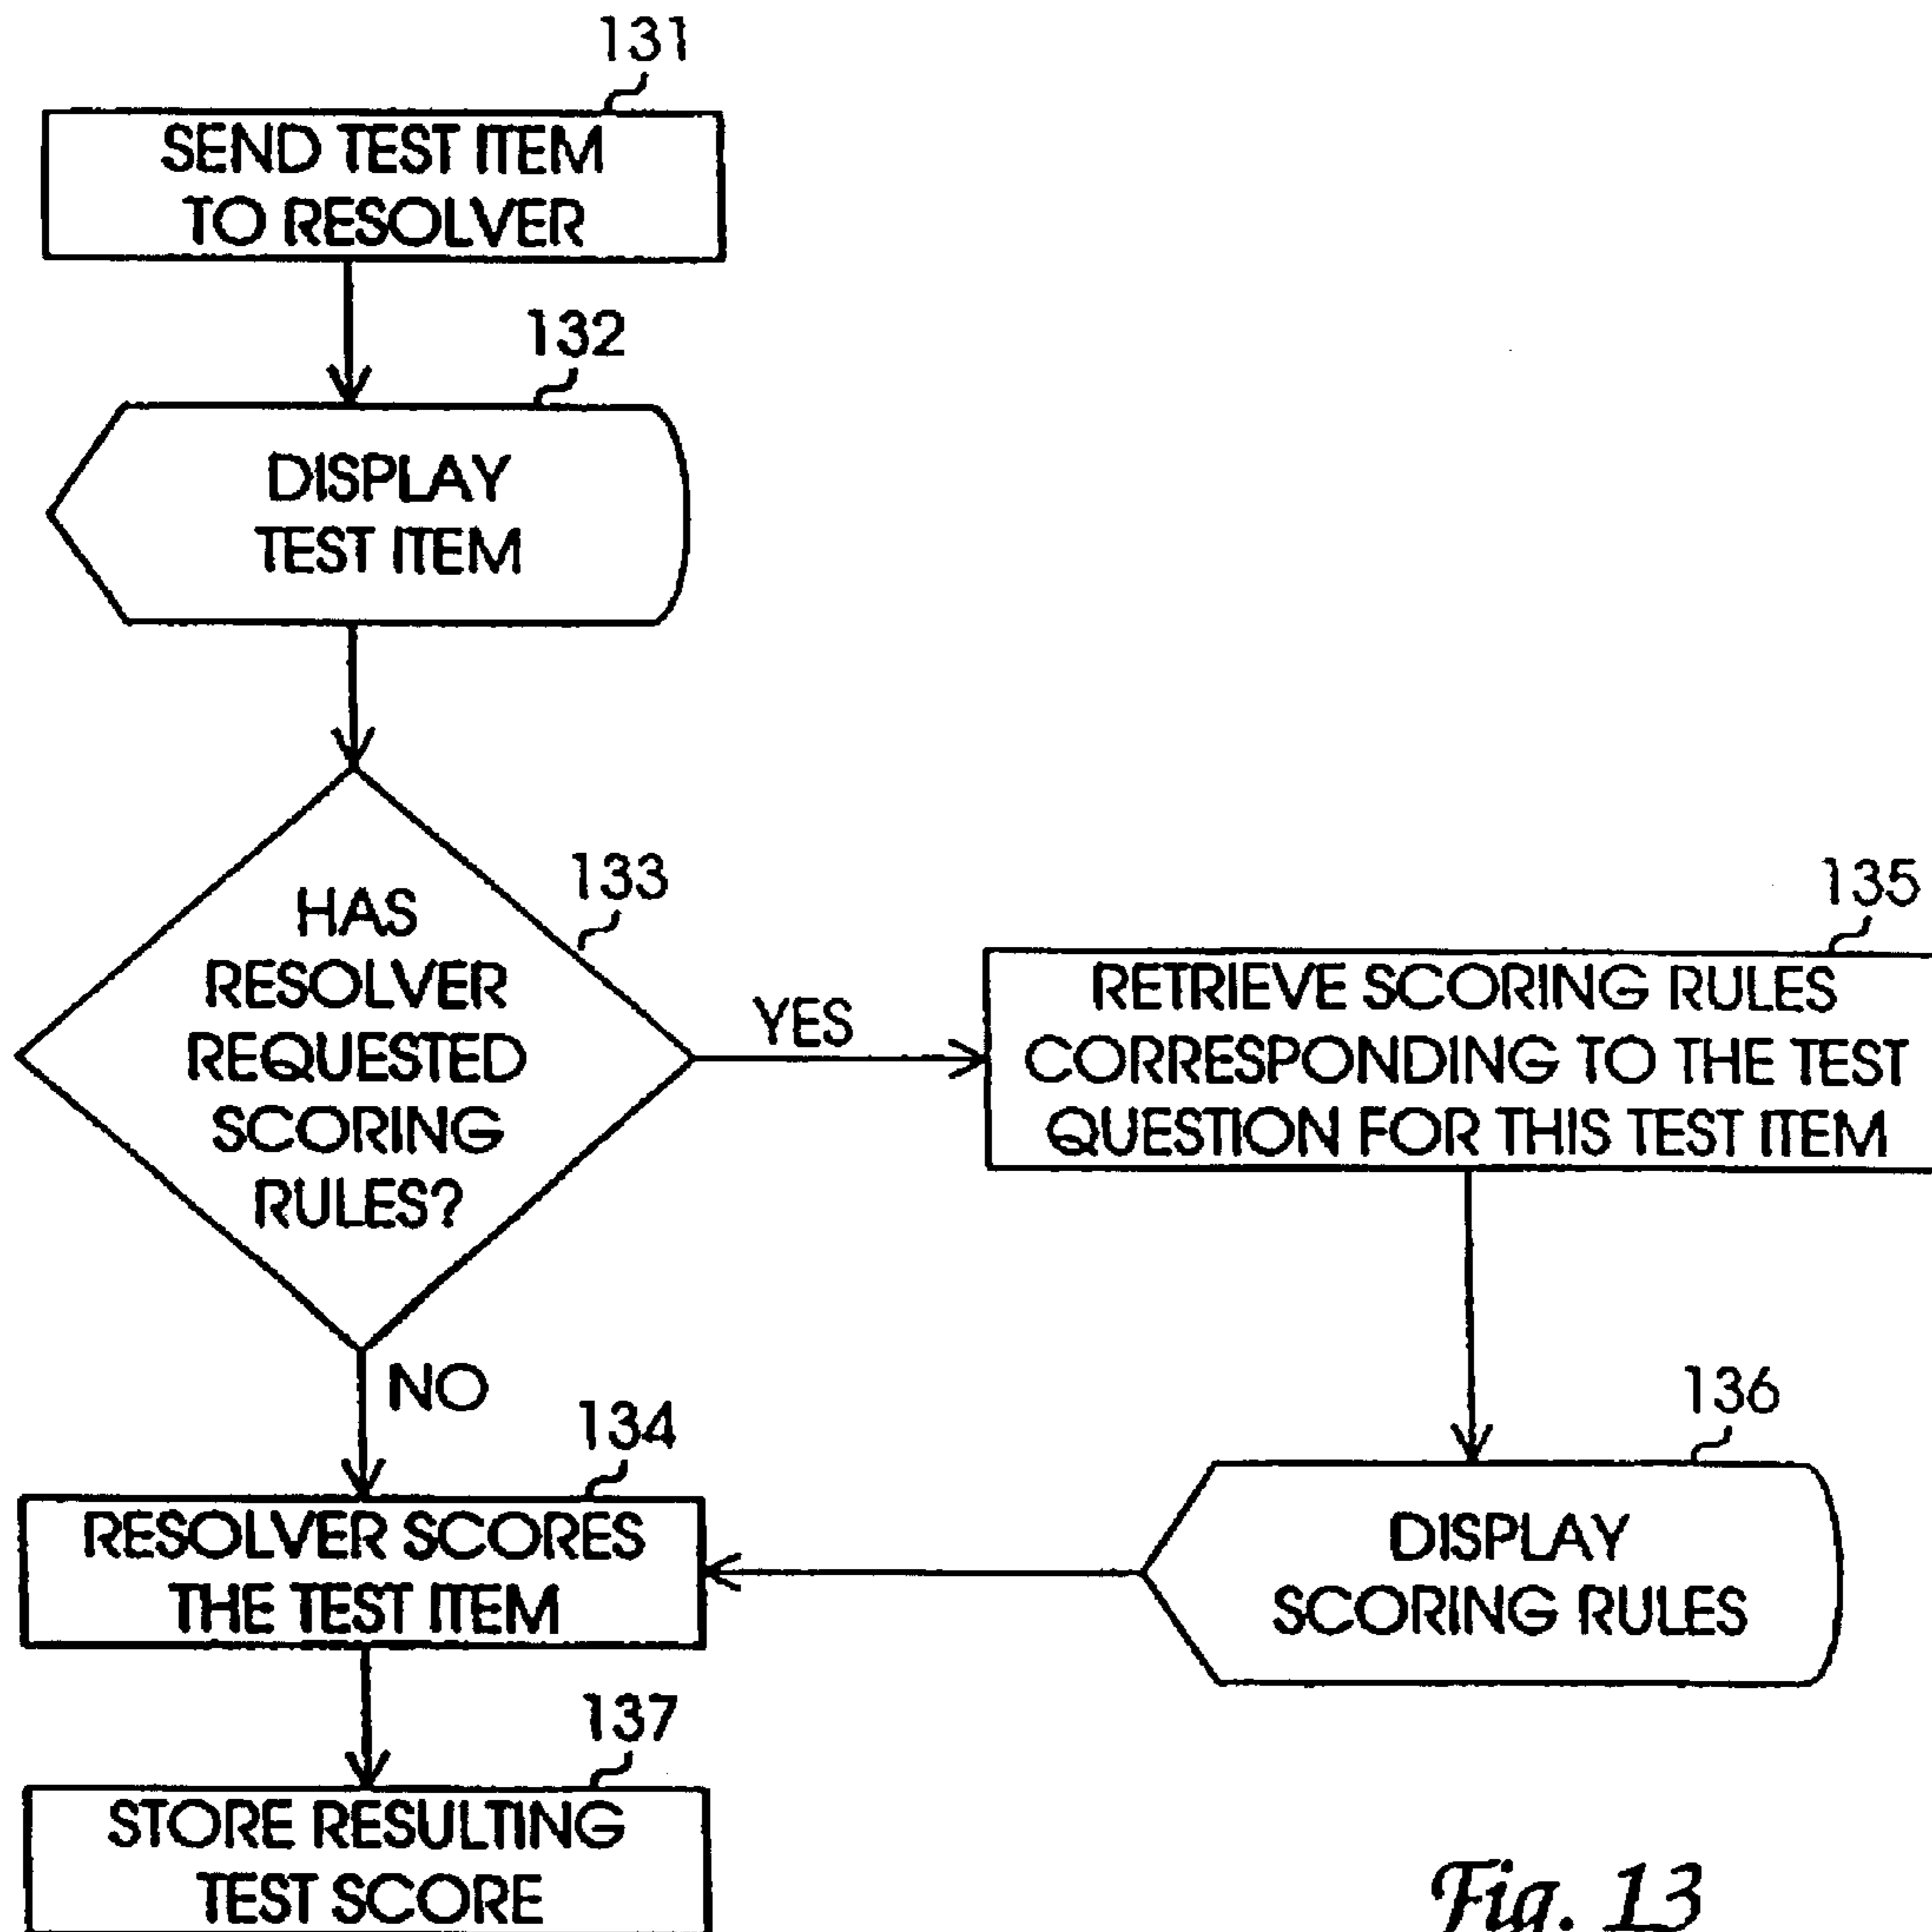 131
SEND TEST ITEM
TO RESOLVER
132
DISPLAY
TEST ITEM
133
HAS
RESOLVER
REQUESTED
SCORING
RULES?
YES
135
RETRIEVE SCORING RULES
CORRESPONDING TO THE TEST
QUESTION FOR THIS TEST ITEM
NO
134
RESOLVER SCORES
THE TEST ITEM
136
DISPLAY
SCORING RULES
137
STORE RESULTING
TEST SCORE
Fig. 13